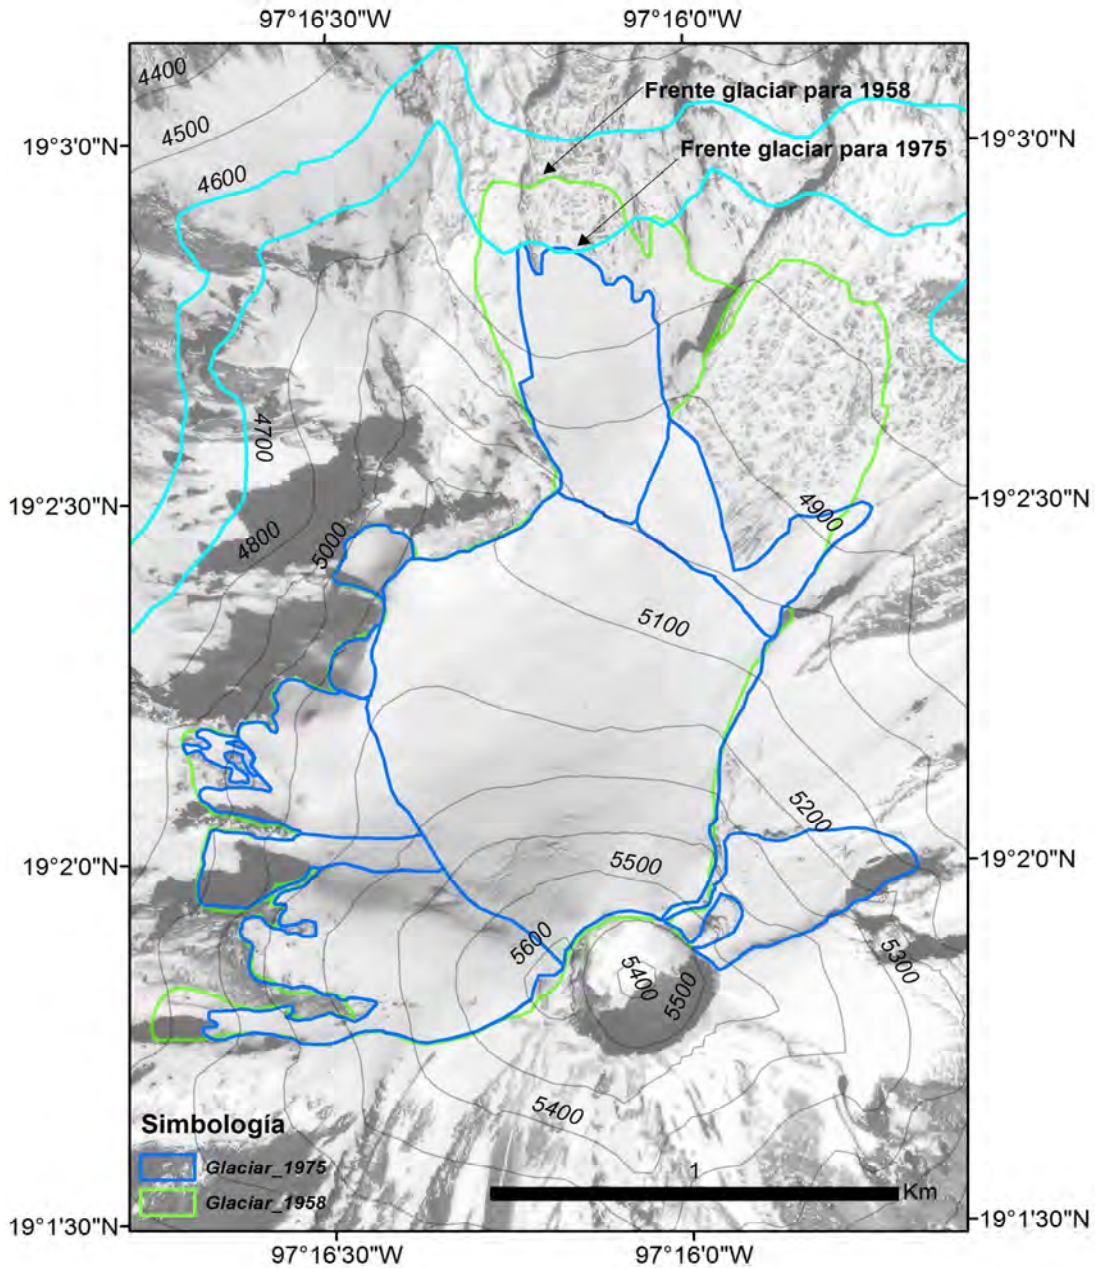 97°16'30"W
97°16'0"W
4400
Frente glaciar para 1958
4500
19°3'0"N
19°3'0"N
Frente glaciar para 1975
4600
4700
19°2'30"N
19°2'30"N
4900
4800
5000
5100
5200
19°2'0"N
19°2'0"N
5500
5600
5300
5400
5500
5400
Simbología
Glaciar_1975
1
Km
Glaciar_1958
19°1'30"N
19°1'30"N
97°16'30"W
97°16'0"W